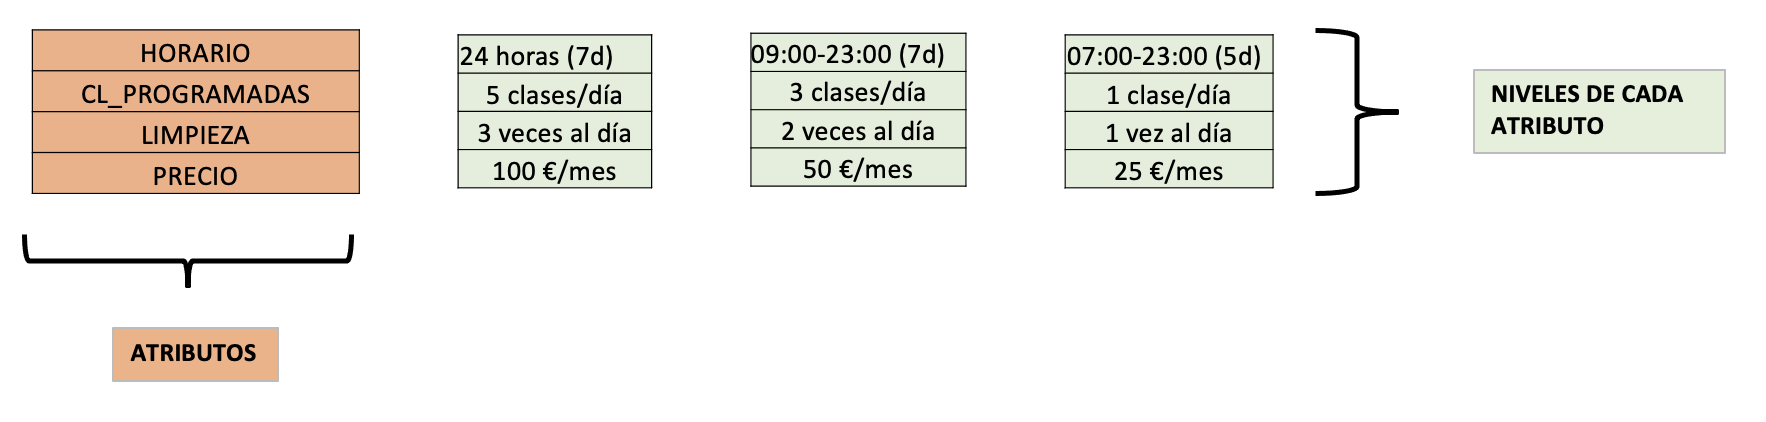 HORARIO
CL_PROGRAMADAS
LIMPIEZA
PRECIO
24 horas (7d)
5 clases/día
3 veces al día
100 €/mes
09:00-23:00 (7d)
3 clases/día
2 veces al día
50 €/mes
07:00-23:00 (5d)
1 clase/día
1 vez al día
25 €/mes
NIVELES DE CADA
ATRIBUTO
ATRIBUTOS